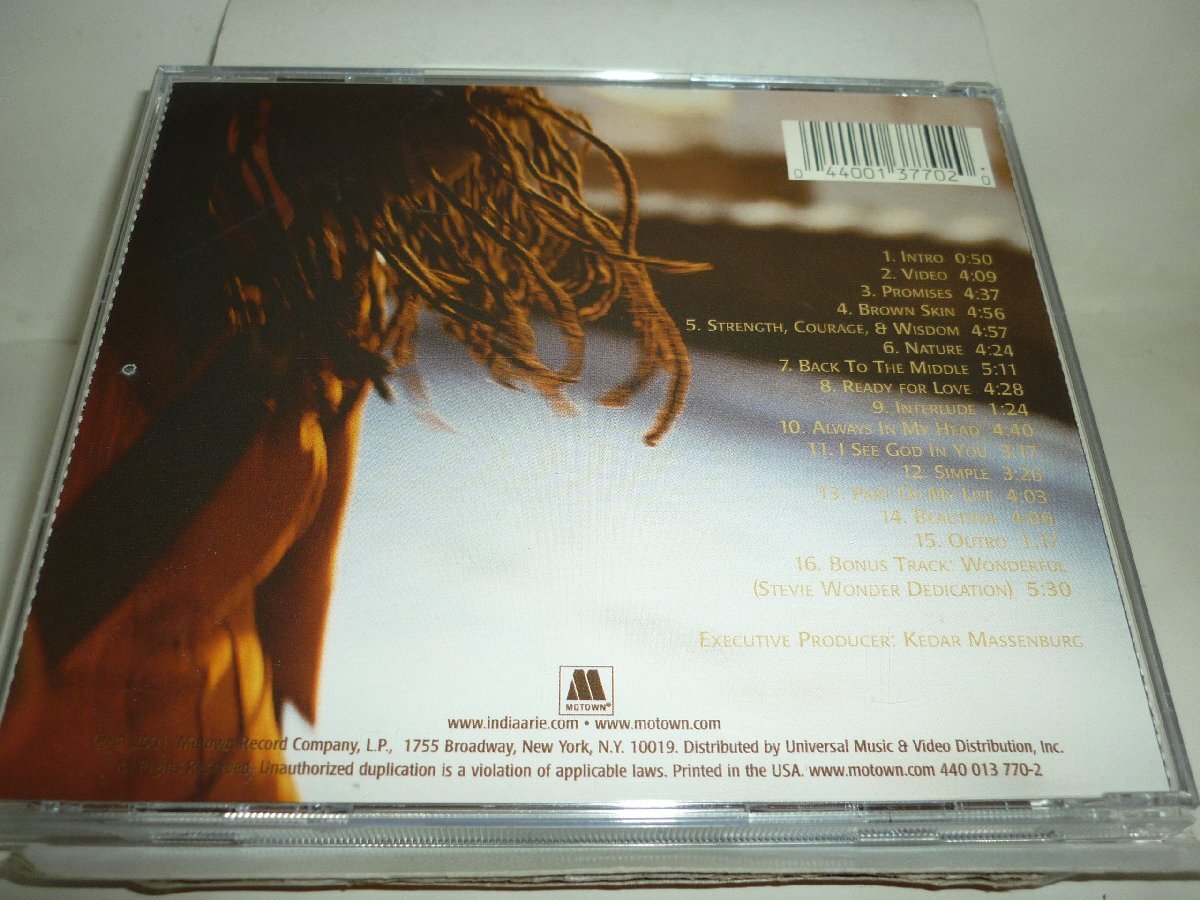 0 44001 37702 0
1. INTRO 0:50
2. VIDEO 4:09
3. PROMISES 4:37
4. BROWN SKIN 4:56
5. STRENGTH, COURAGE, & WISDOM 4:57
6. NATURE 4:24
7. BACK TO THE MIDDLE 5:11
8. READY FOR LOVE 4:28
9. INTERLUDE 1:24
10. ALWAYS IN MY HEAD 4:40
11. I SEE GOD IN YOU
12. SIMPLE 3:26
13. PART OF MY LIFE 4:03
14. BEAUTIFUL 4:06
15. OUTRO 1:17
16. BONUS TRACK: WONDERFUL
(STEVIE WONDER DEDICATION) 5:30
EXECUTIVE PRODUCER: KEDAR MASSENBURG
M
MOTOWN®
www.indiaarie.com • www.motown.com
Motown Record Company, L.P., 1755 Broadway, New York, N.Y. 10019. Distributed by Universal Music & Video Distribution, Inc.
All Rights Reserved. Unauthorized duplication is a violation of applicable laws. Printed in the USA. www.motown.com 440 013 770-2